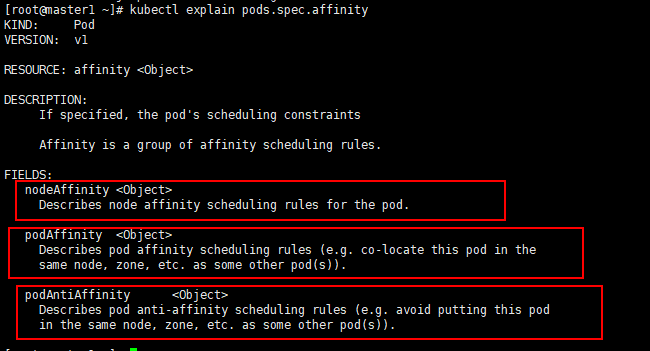 [root@master1 ~]# kubectl explain pods.spec.affinity
KIND:     Pod
VERSION:  v1
RESOURCE: affinity <Object>
DESCRIPTION:
If specified, the pod's scheduling constraints
Affinity is a group of affinity scheduling rules.
FIELDS:
nodeAffinity <Object>
Describes node affinity scheduling rules for the pod.
podAffinity  <Object>
Describes pod affinity scheduling rules (e.g. co-locate this pod in the
same node, zone, etc. as some other pod(s)).
podAntiAffinity      <Object>
Describes pod anti-affinity scheduling rules (e.g. avoid putting this pod
in the same node, zone, etc. as some other pod(s)).